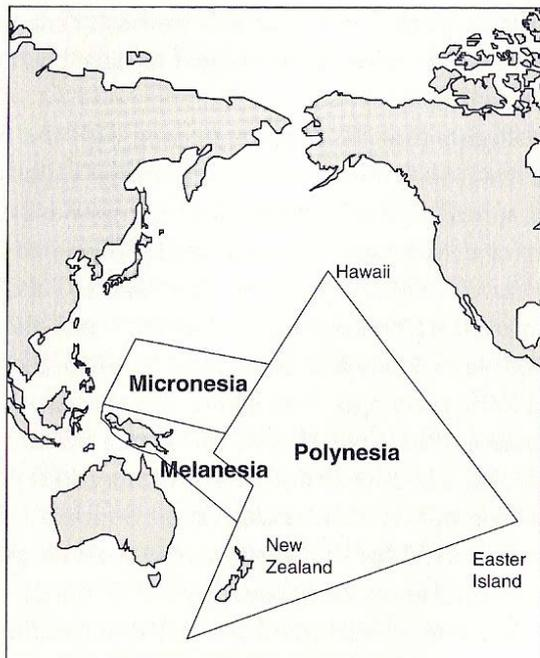 Hawaii
Micronesia
Polynesia
Melanesia
New
Zealand
Easter
Island